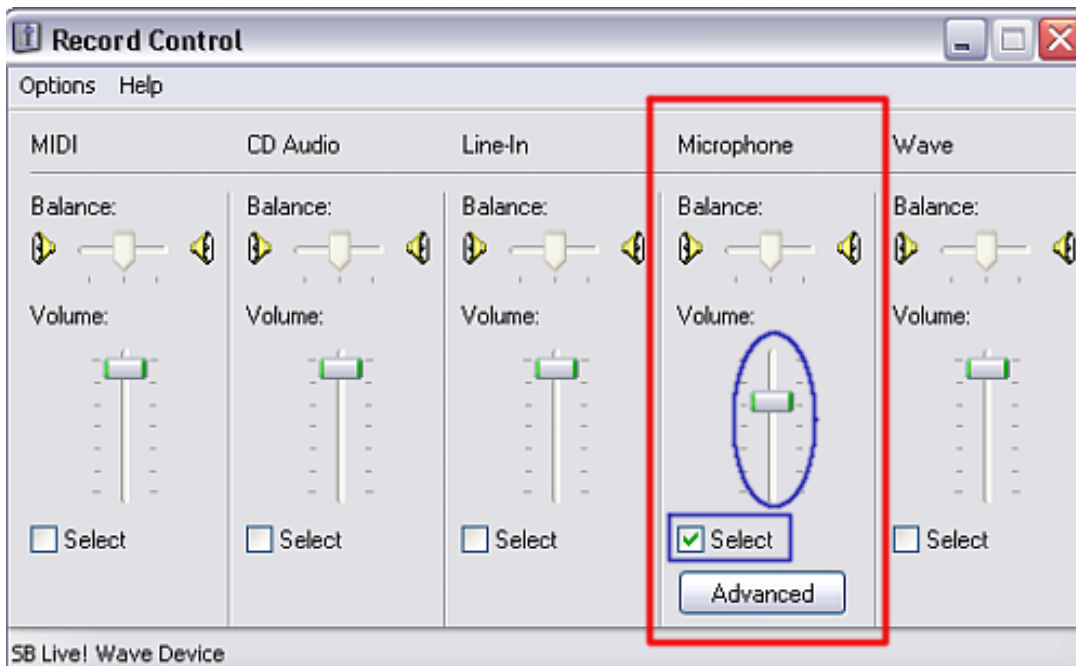 Record Control
Options Help
MIDI CD Audio Line-In Microphone Wave
Balance: Balance: Balance: Balance: Balance:
Volume: Volume: Volume: Volume: Volume:
Select Select Select Select Select
Advanced
SB Live! Wave Device